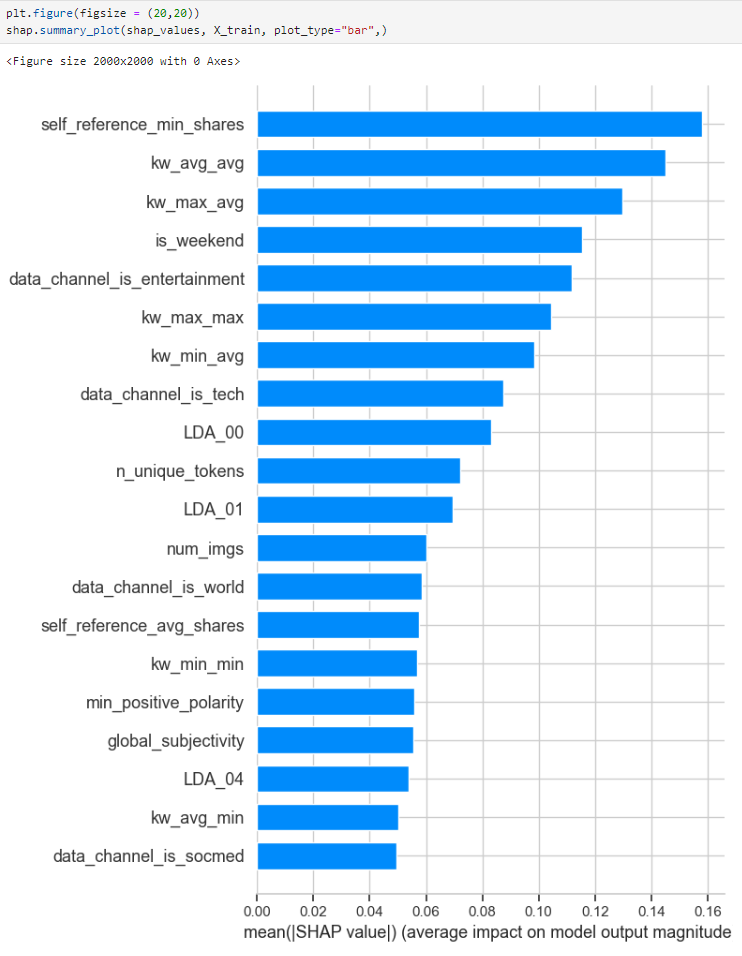 plt.figure(figsize = (20,20))
shap.summary_plot(shap_values, X_train, plot_type="bar",)
<Figure size 2000x2000 with 0 Axes>
self_reference_min_shares
kw_avg_avg
kw_max_avg
is_weekend
data_channel_is_entertainment
kw_max_max
kw_min_avg
data_channel_is_tech
LDA_00
n_unique_tokens
LDA_01
num_imgs
data_channel_is_world
self_reference_avg_shares
kw_min_min
min_positive_polarity
global_subjectivity
LDA_04
kw_avg_min
data_channel_is_socmed
0.00 0.02 0.04 0.06 0.08 0.10 0.12 0.14 0.16
mean(|SHAP value|) (average impact on model output magnitude